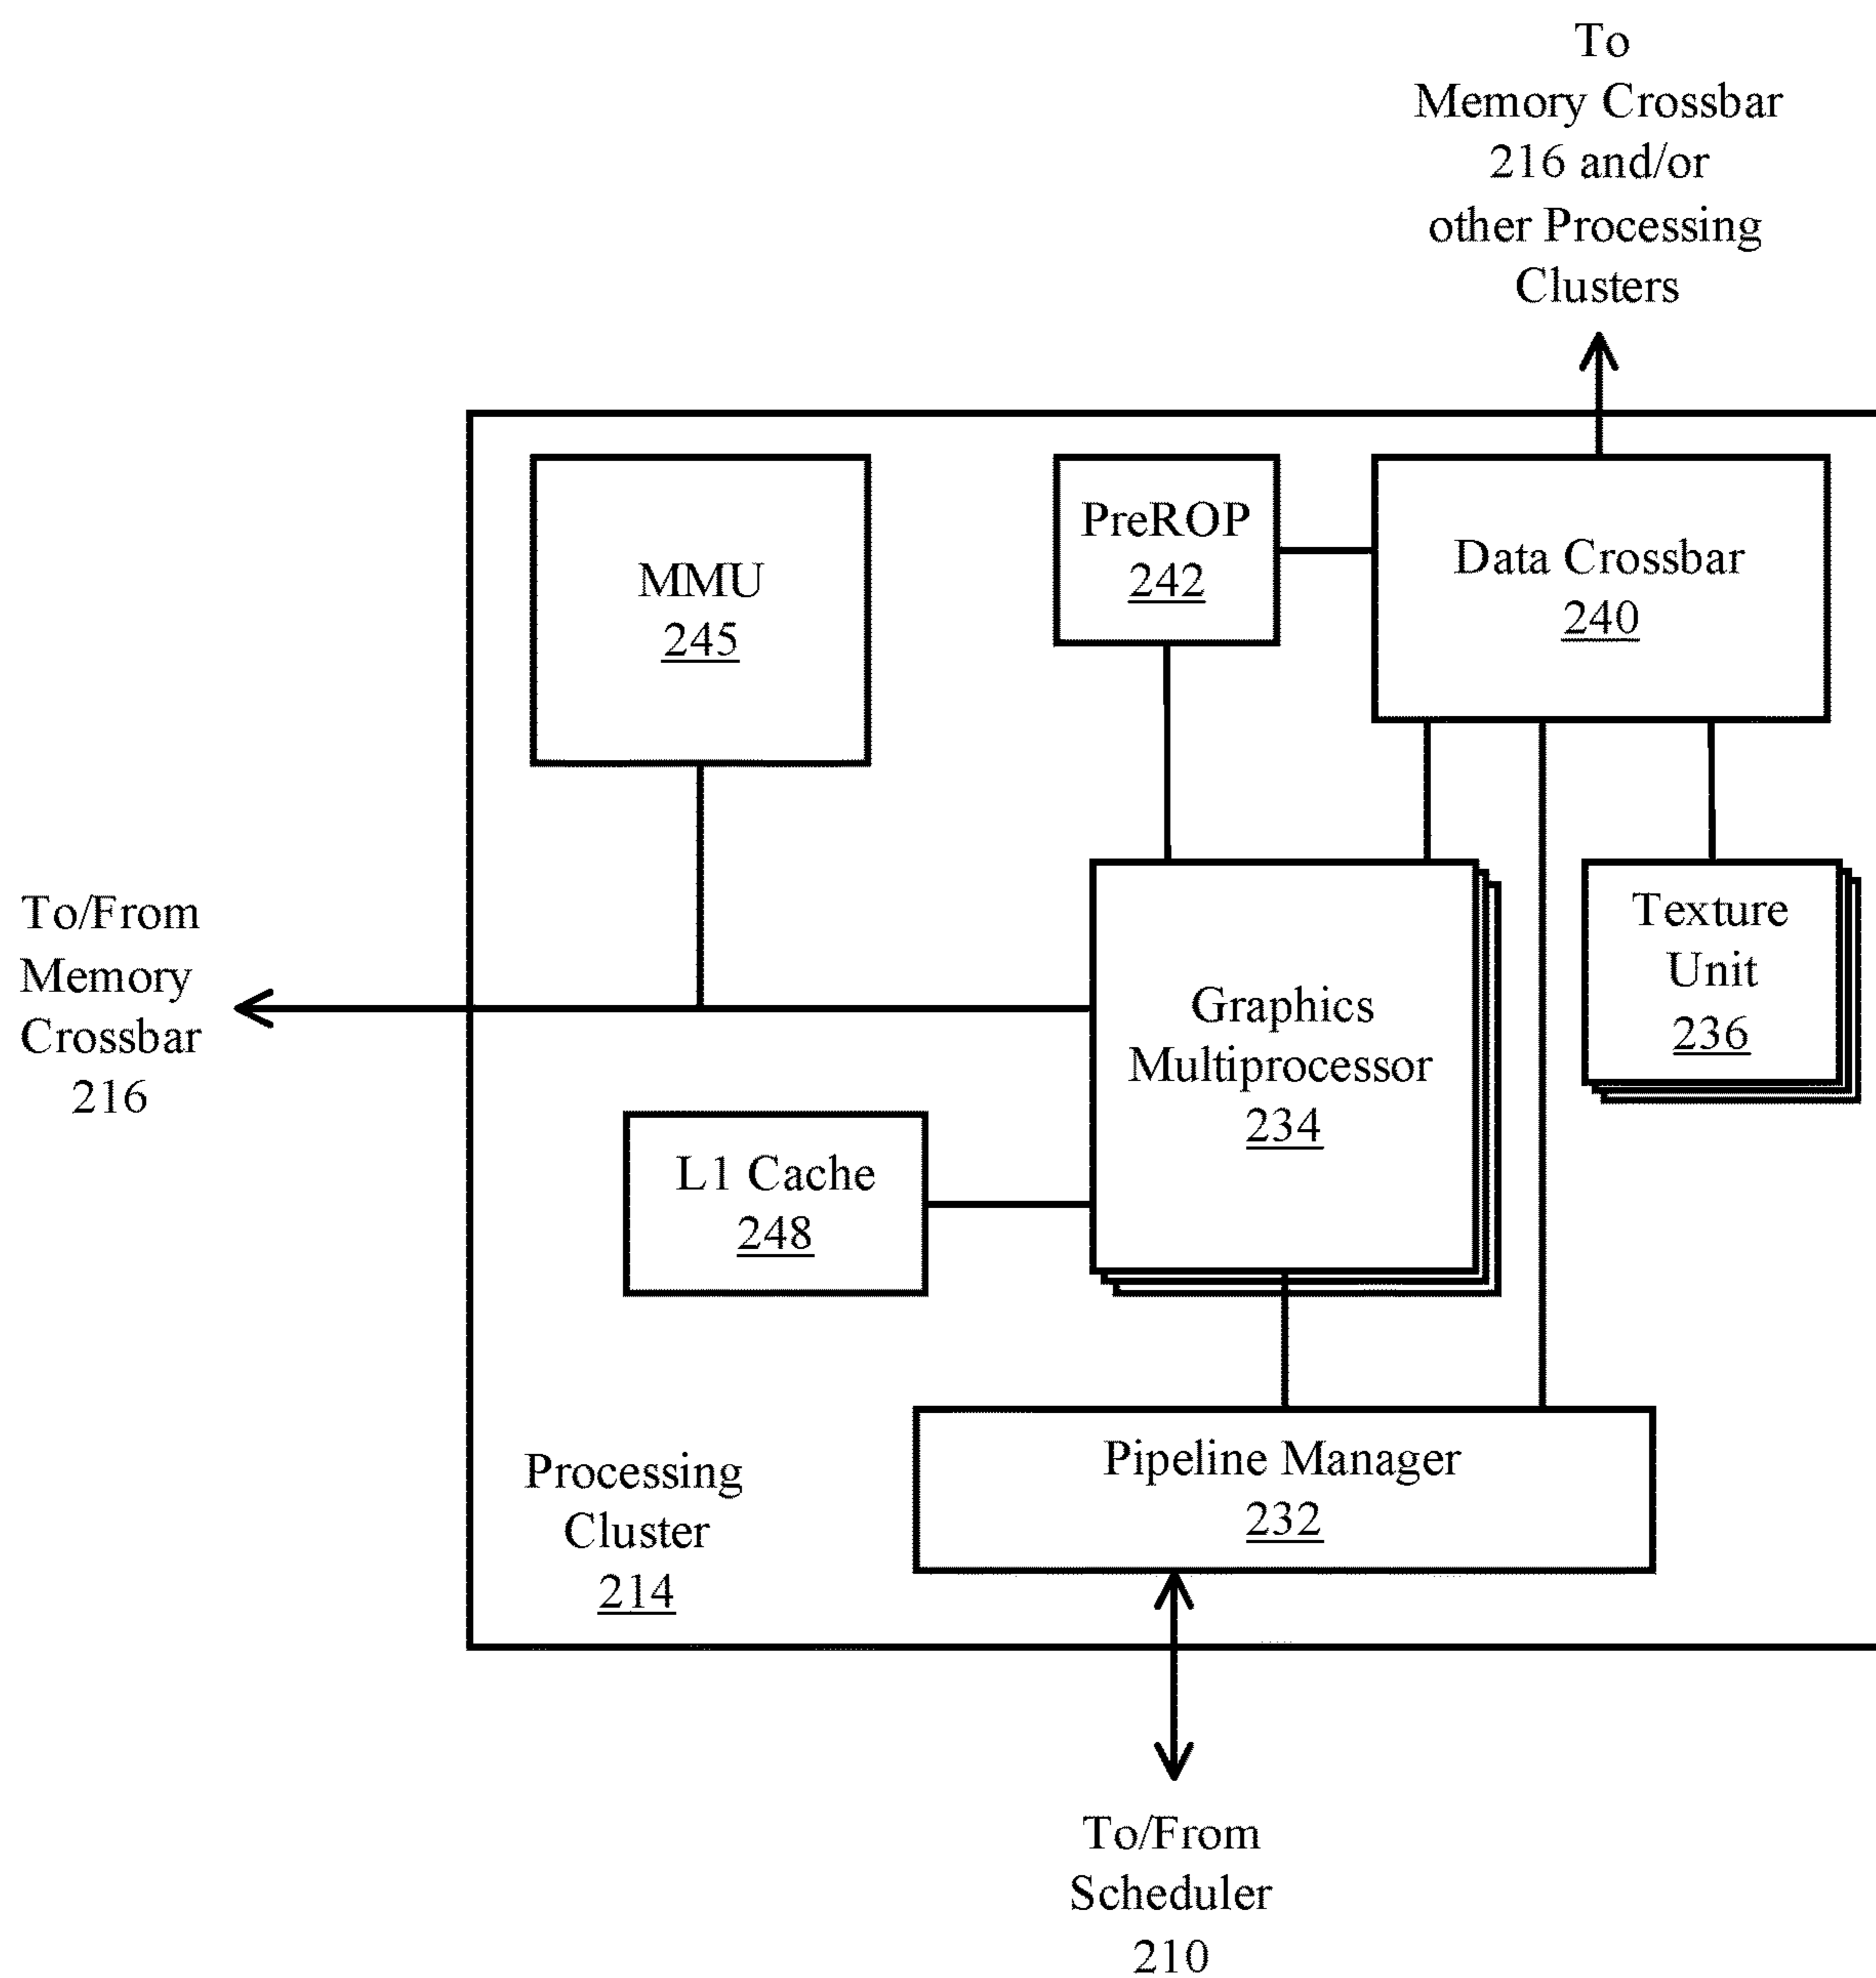 To
Memory Crossbar
216 and/or
other Processing
Clusters
MMU
245
PreROP
242
Data Crossbar
240
To/From
Memory
Crossbar
216
Graphics
Multiprocessor
234
Texture
Unit
236
L1 Cache
248
Processing
Cluster
214
Pipeline Manager
232
To/From
Scheduler
210